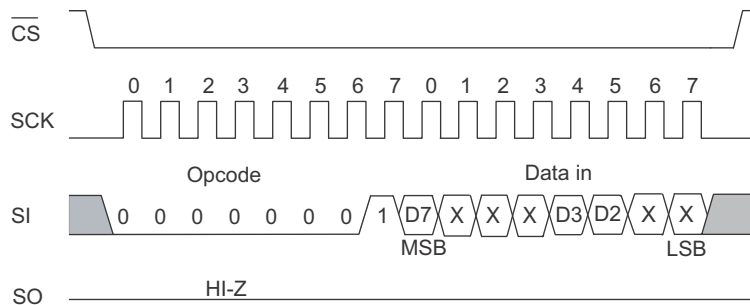 CS
0 1 2 3 4 5 6 7 0 1 2 3 4 5 6 7
SCK
Opcode Data in
SI 0 0 0 0 0 0 0 1 D7 X X X D3 D2 X X
MSB LSB
HI-Z
SO